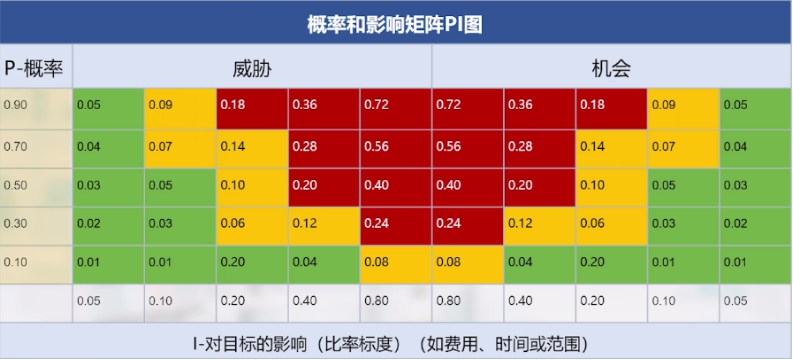 概率和影响矩阵PI图
P-概率 威胁 机会
0.90 0.05 0.09 0.18 0.36 0.72 0.72 0.36 0.18 0.09 0.05
0.70 0.04 0.07 0.14 0.28 0.56 0.56 0.28 0.14 0.07 0.04
0.50 0.03 0.05 0.10 0.20 0.40 0.40 0.20 0.10 0.05 0.03
0.30 0.02 0.03 0.06 0.12 0.24 0.24 0.12 0.06 0.03 0.02
0.10 0.01 0.01 0.20 0.04 0.08 0.08 0.04 0.20 0.01 0.01
0.05 0.10 0.20 0.40 0.80 0.80 0.40 0.20 0.10 0.05
I-对目标的影响（比率标度）（如费用、时间或范围）